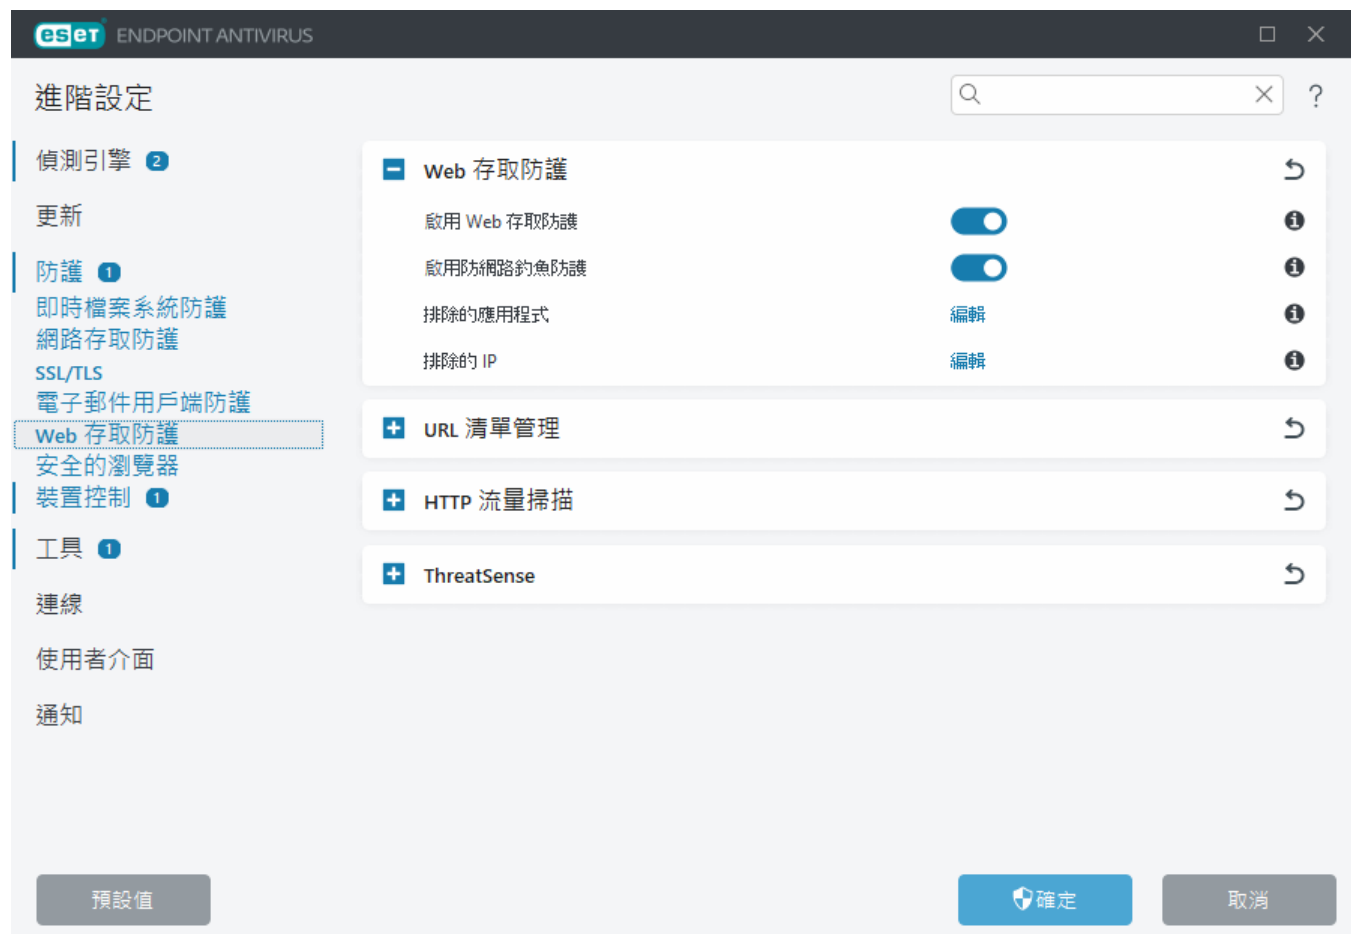 eset ENDPOINT ANTIVIRUS
進階設定
?
偵測引擎 2
更新
防護 1
即時檔案系統防護
網路存取防護
SSL/TLS
電子郵件用戶端防護
Web 存取防護
安全的瀏覽器
裝置控制 1
工具 1
連線
使用者介面
通知
Web 存取防護
啟用 Web 存取防護
啟用防網路釣魚防護
排除的應用程式 編輯
排除的 IP 編輯
URL 清單管理
HTTP 流量掃描
ThreatSense
預設值
確定
取消